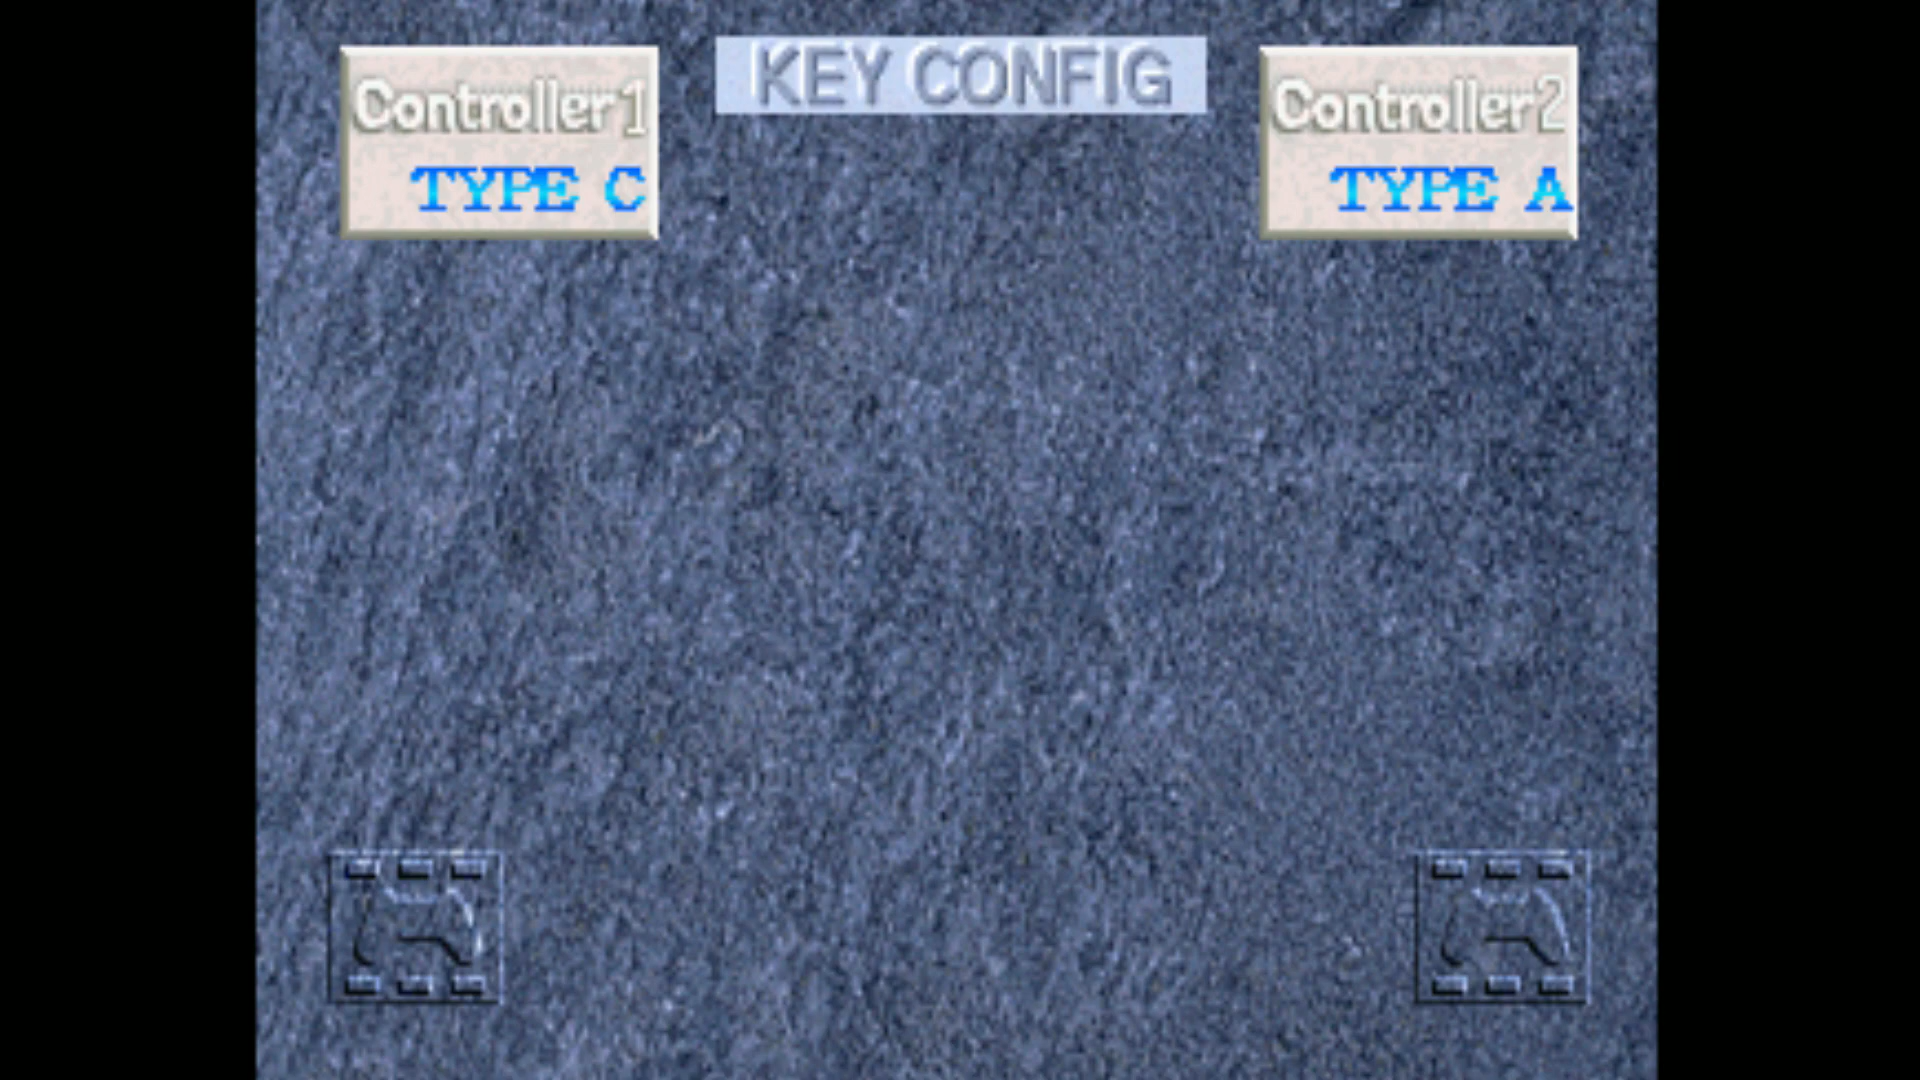 KEY CONFIG
Controller1
TYPE C
Controller2
TYPE A